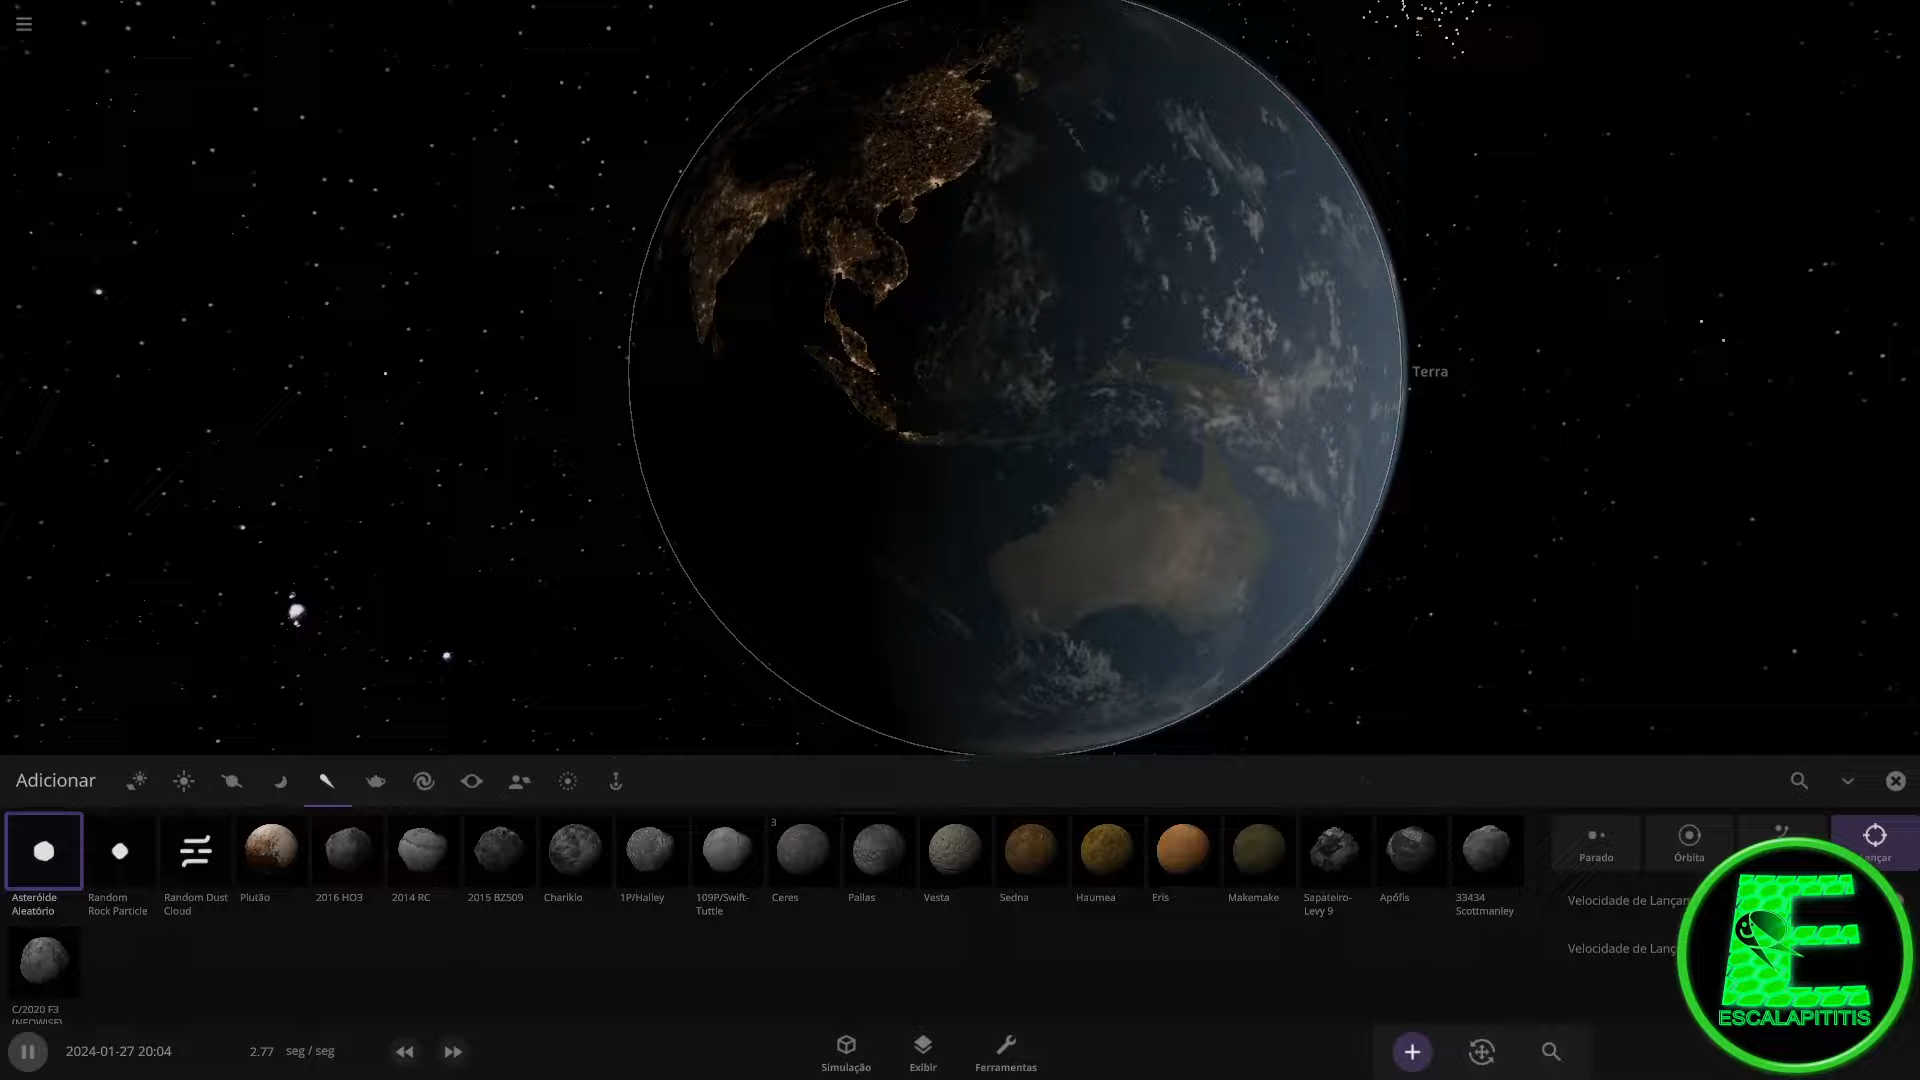 Terra
Adicionar
3
Asteróide
Aleatório
Random
Rock Particle
Random Dust
Cloud
Plutão
2016 HO3
2014 RC
2015 BZ509
Chariklo
1P/Halley
109P/Swift-
Tuttle
Ceres
Pallas
Vesta
Sedna
Haumea
Eris
Makemake
Sapateiro-
Levy 9
Apófis
33434
Scottmanley
Parado
Órbita
Velocidade de
Velocidade de
C/2020 F3
(NEOWISE)
E
ESCALAPITITIS
2024-01-27 20:04
2.77 seg / seg
Simulação
Exibir
Ferramentas